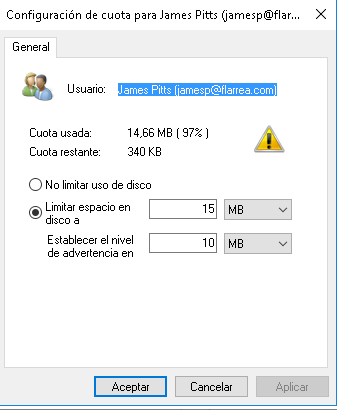 Configuración de cuota para James Pitts (jamesp@flarr...
General
Usuario: James Pitts (jamesp@flarrea.com)
Cuota usada: 14,66 MB ( 97% )
Cuota restante: 340 KB
No limitar uso de disco
Limitar espacio en disco a 15 MB
Establecer el nivel de advertencia en 10 MB
Aceptar Cancelar Aplicar